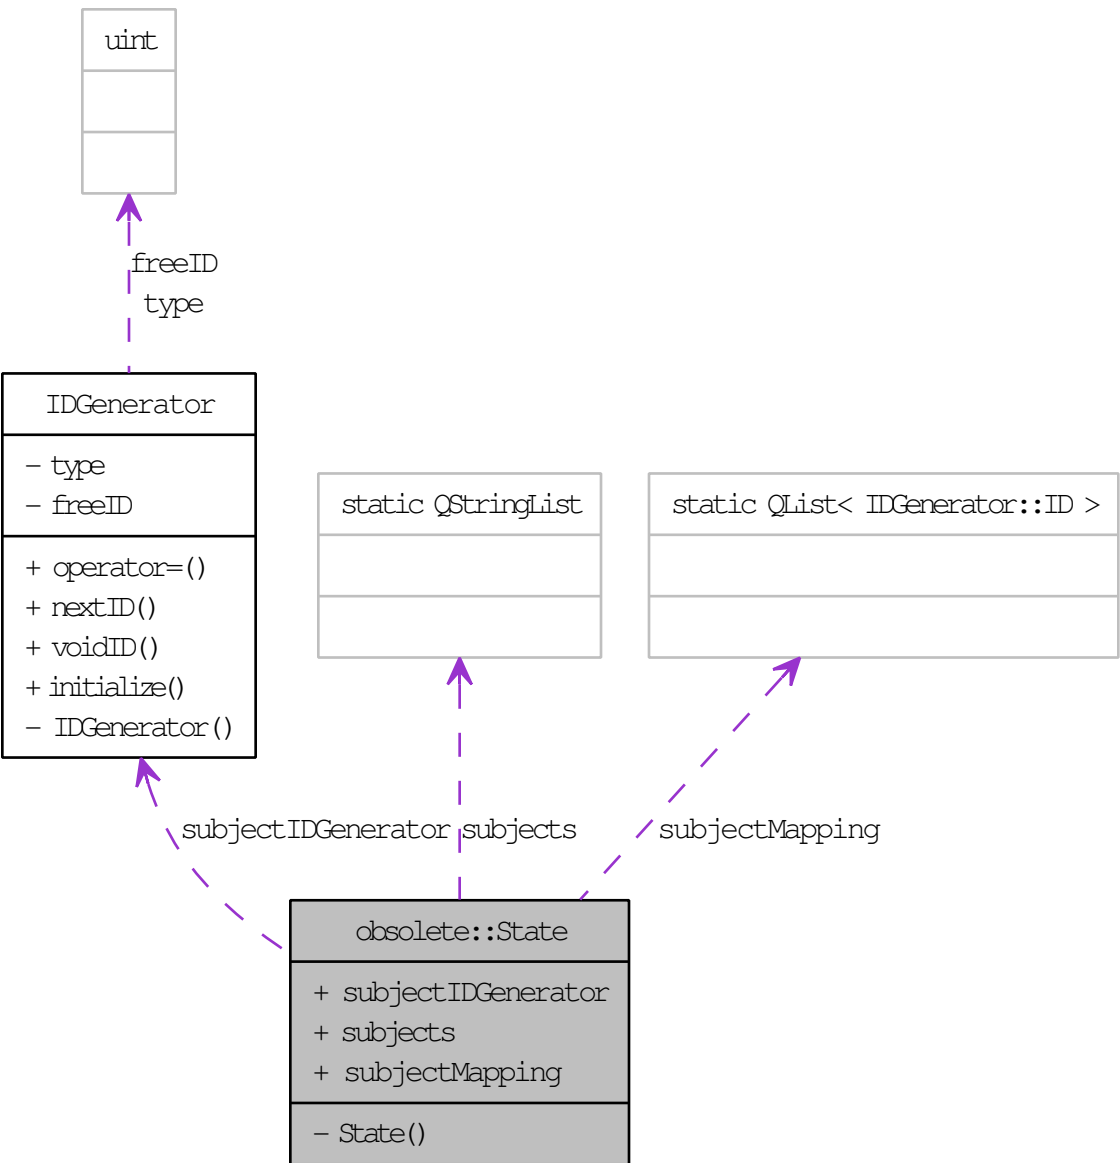 uint
freeID
type
IDGenerator
- type
- freeID
+ operator=()
+ nextID()
+ voidID()
+ initialize()
- IDGenerator()
static QStringList
static QList< IDGenerator::ID >
subjectIDGenerator
subjects
subjectMapping
obsolete::State
+ subjectIDGenerator
+ subjects
+ subjectMapping
- State()